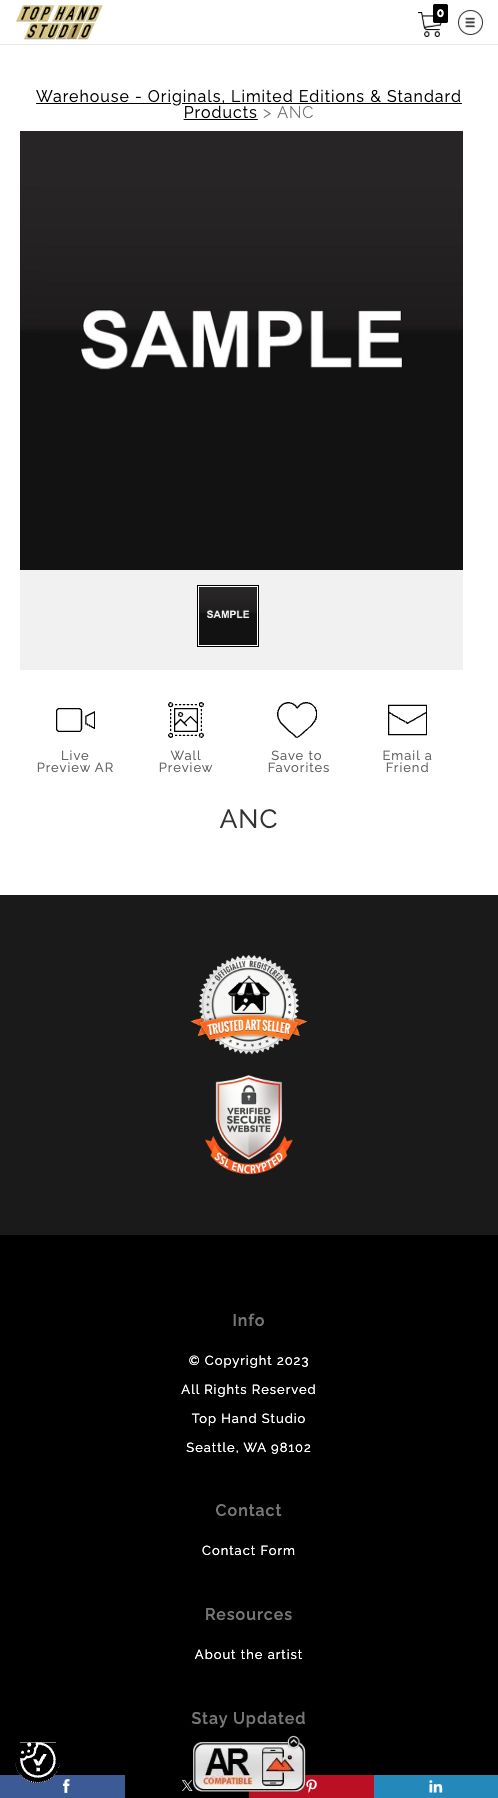 TOP HAND
STUDIO
0
Warehouse - Originals, Limited Editions & Standard
Products > ANC
SAMPLE
SAMPLE
Live
Preview AR
Wall
Preview
Save to
Favorites
Email a
Friend
ANC
OFFICIALLY REGISTERED
TRUSTED ART SELLER
VERIFIED
SECURE
WEBSITE
SSL ENCRYPTED
Info
© Copyright 2023
All Rights Reserved
Top Hand Studio
Seattle, WA 98102
Contact
Contact Form
Resources
About the artist
Stay Updated
AR
COMPATIBLE